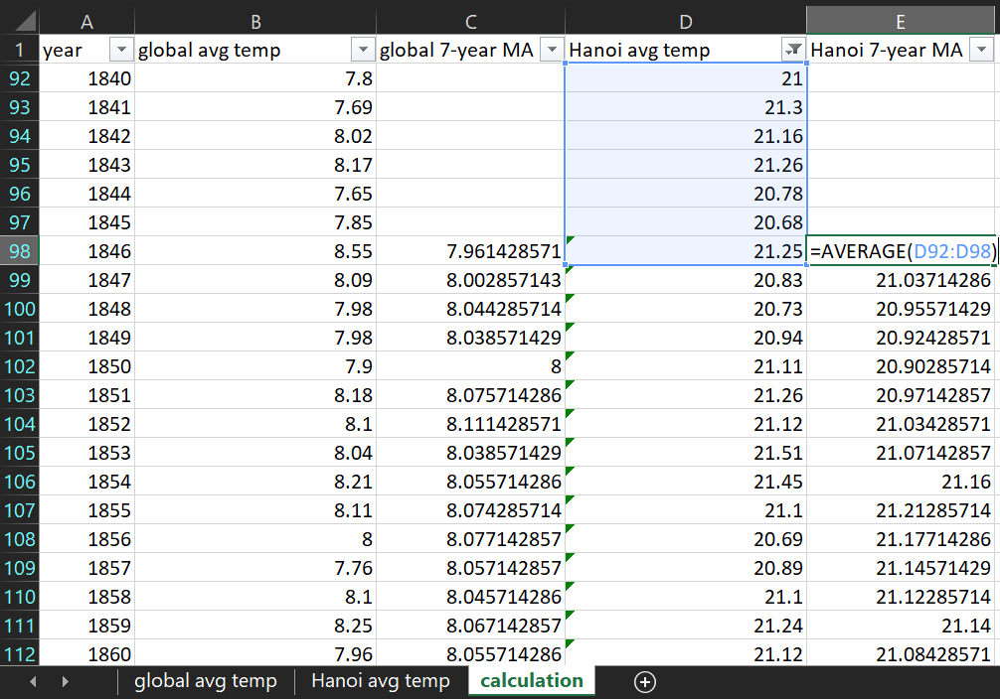 A B C D E
1 year global avg temp global 7-year MA Hanoi avg temp Hanoi 7-year MA
92 1840 7.8 21
93 1841 7.69 21.3
94 1842 8.02 21.16
95 1843 8.17 21.26
96 1844 7.65 20.78
97 1845 7.85 20.68
98 1846 8.55 7.961428571 21.25 =AVERAGE(D92:D98)
99 1847 8.09 8.002857143 20.83 21.03714286
100 1848 7.98 8.044285714 20.73 20.95571429
101 1849 7.98 8.038571429 20.94 20.92428571
102 1850 7.9 8 21.11 20.90285714
103 1851 8.18 8.075714286 21.26 20.97142857
104 1852 8.1 8.111428571 21.12 21.03428571
105 1853 8.04 8.038571429 21.51 21.07142857
106 1854 8.21 8.055714286 21.45 21.16
107 1855 8.11 8.074285714 21.1 21.21285714
108 1856 8 8.077142857 20.69 21.17714286
109 1857 7.76 8.057142857 20.89 21.14571429
110 1858 8.1 8.045714286 21.1 21.12285714
111 1859 8.25 8.067142857 21.24 21.14
112 1860 7.96 8.055714286 21.12 21.08428571
global avg temp Hanoi avg temp calculation